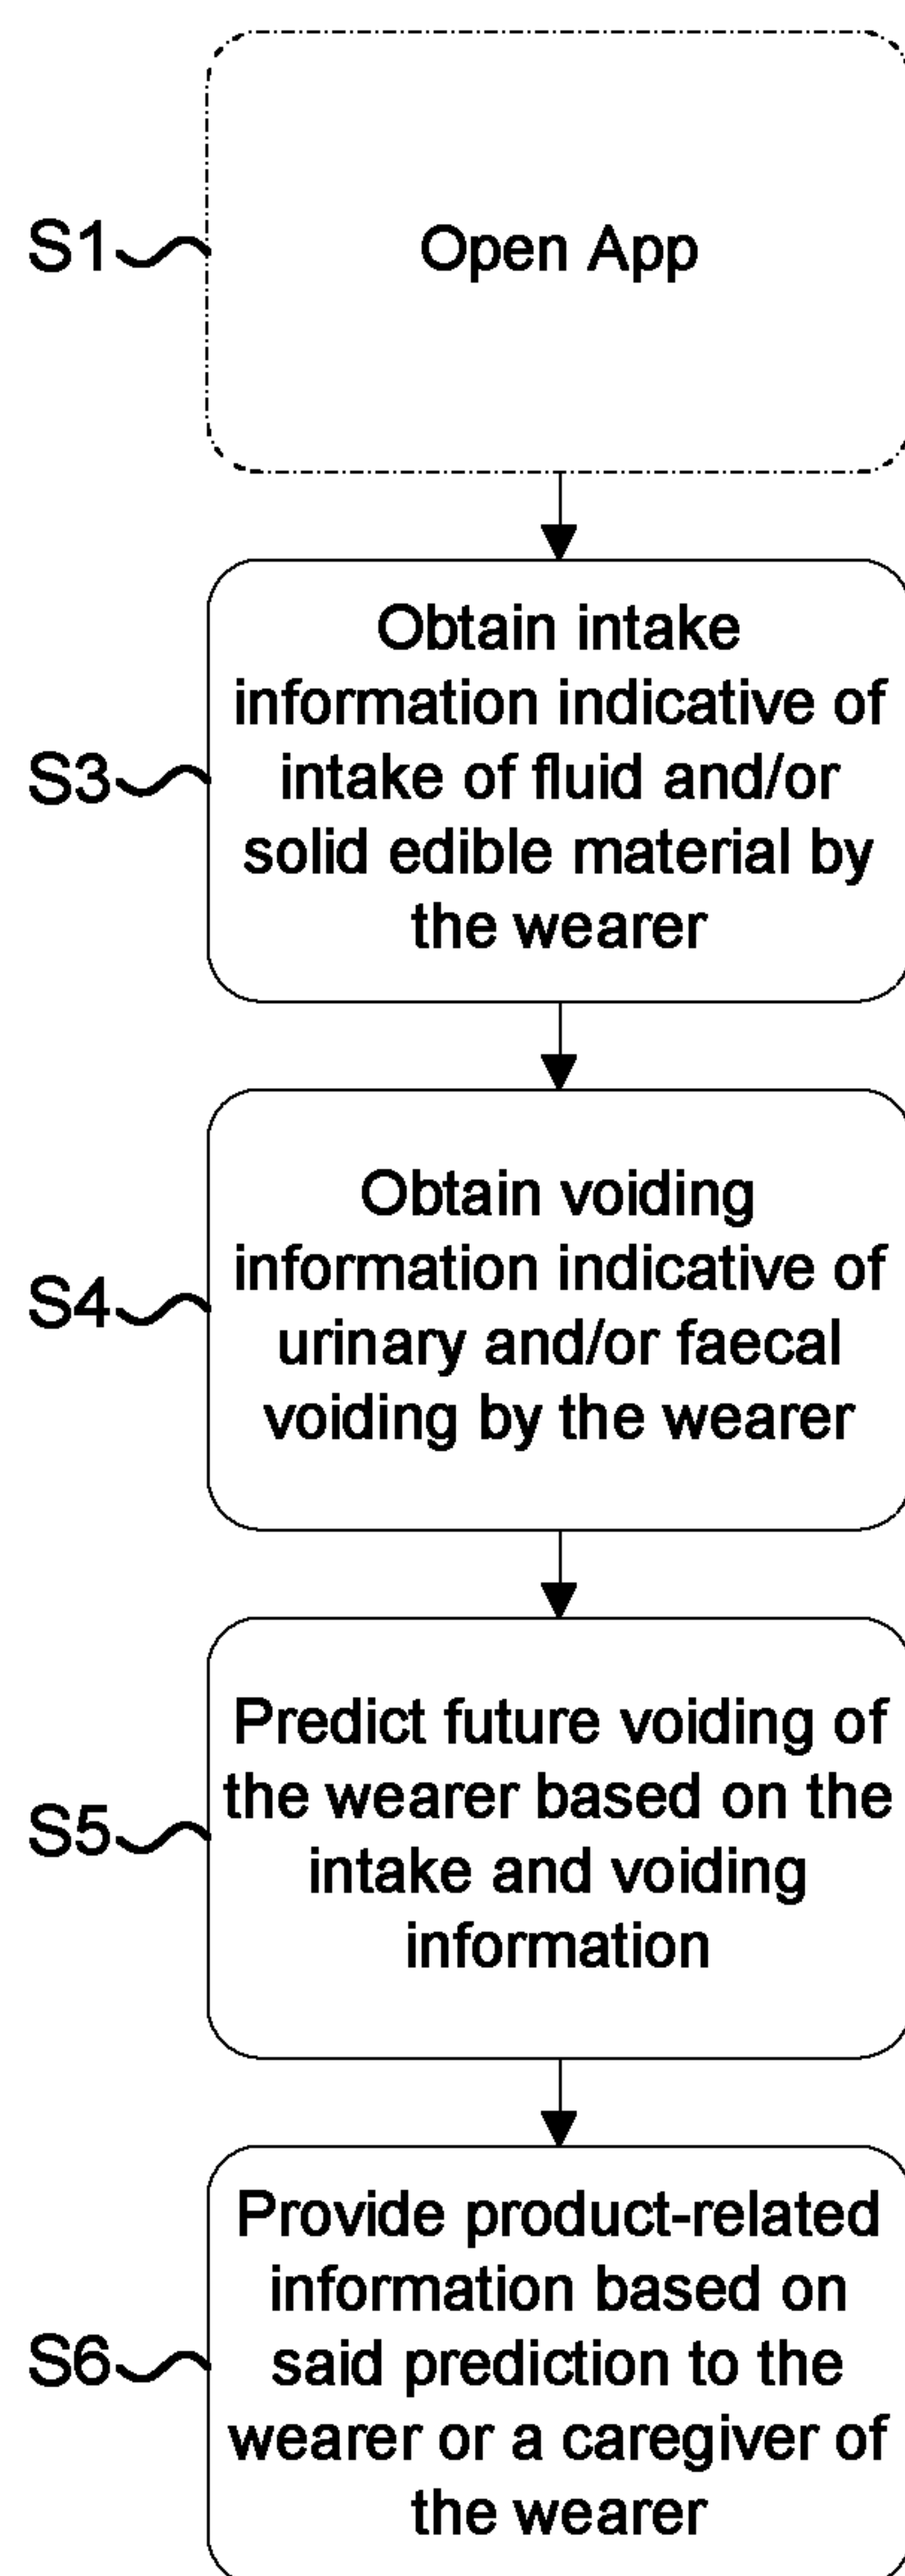 S1
Open App
S3
Obtain intake
information indicative of
intake of fluid and/or
solid edible material by
the wearer
S4
Obtain voiding
information indicative of
urinary and/or faecal
voiding by the wearer
S5
Predict future voiding of
the wearer based on the
intake and voiding
information
S6
Provide product-related
information based on
said prediction to the
wearer or a caregiver of
the wearer